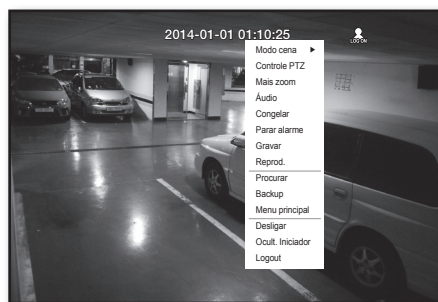 2014-01-01 01:10:25
LOG ON
Modo cena
Controle PTZ
Mais zoom
Áudio
Congelar
Parar alarme
Gravar
Reprod.
Procurar
Backup
Menu principal
Desligar
Ocult. Iniciador
Logout